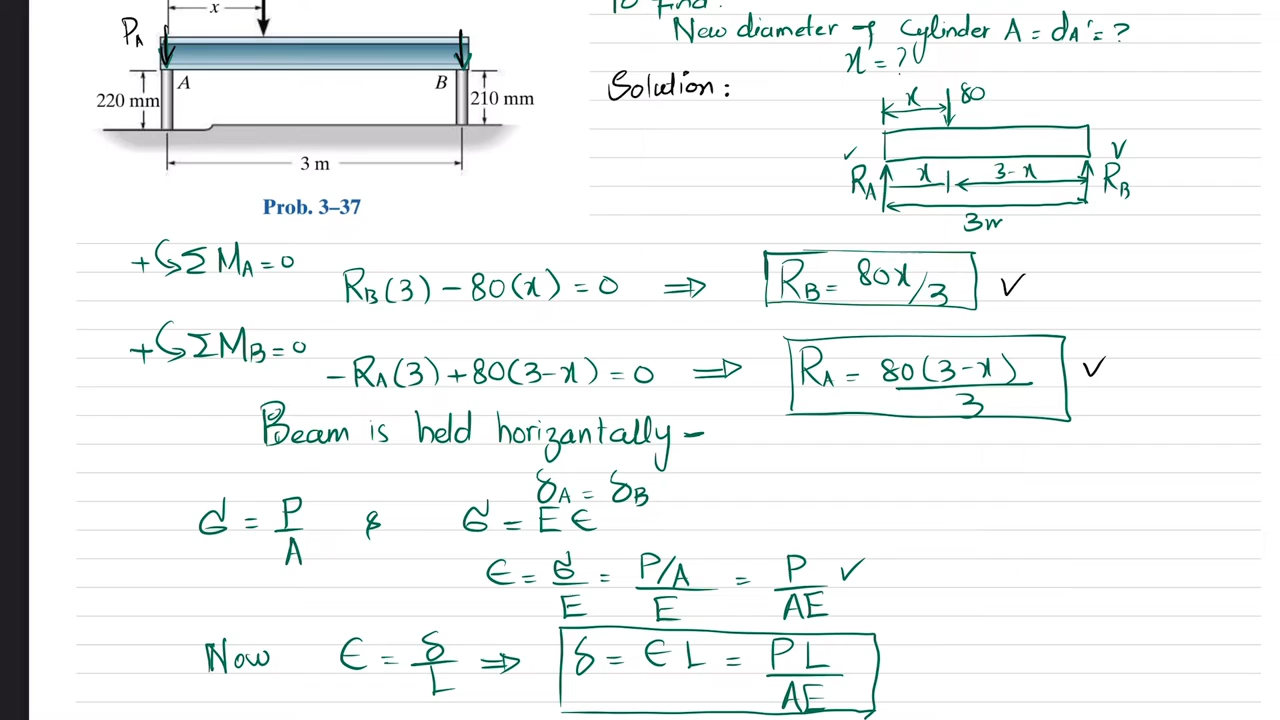 To find:
New diameter of Cylinder A = dA' = ?
x = ?
Solution:
x
PA
A
B
220 mm
210 mm
3 m
Prob. 3–37
x
80
RA
x
3-x
RB
3m
+↺ΣMA=0
RB(3) - 80(x) = 0 ⇒ RB = 80x/3 ✓
+↺ΣMB=0
-RA(3)+80(3-x) = 0 ⇒ RA = 80(3-x)/3 ✓
Beam is held horizantally -
δA = δB
σ = P/A & σ = E ϵ
ϵ = σ/E = P/A/E = P/AE ✓
Now ϵ = δ/L ⇒ δ = ϵ L = PL/AE